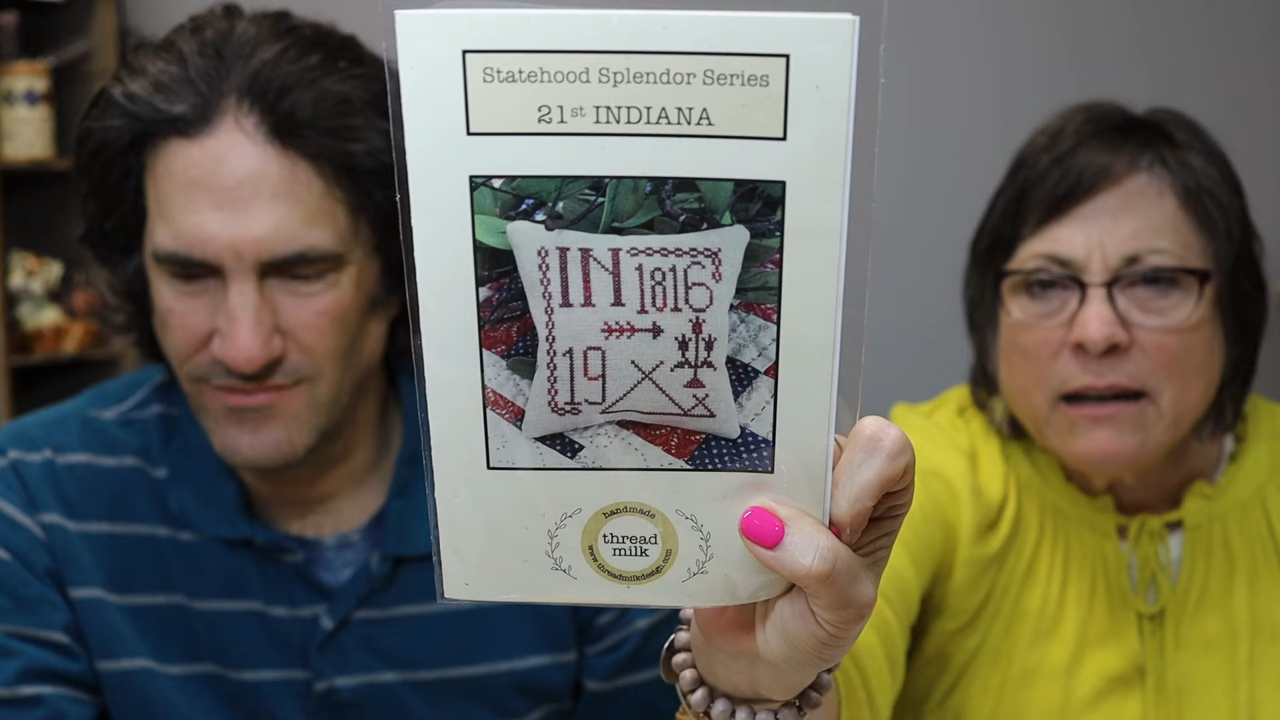 Statehood Splendor Series
21st INDIANA
IN 1816
19
handmade
thread
milk
www.threadmilkdesign.com